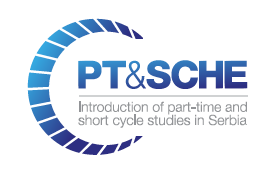 PT&SCHE
Introduction of part-time and
short cycle studies in Serbia